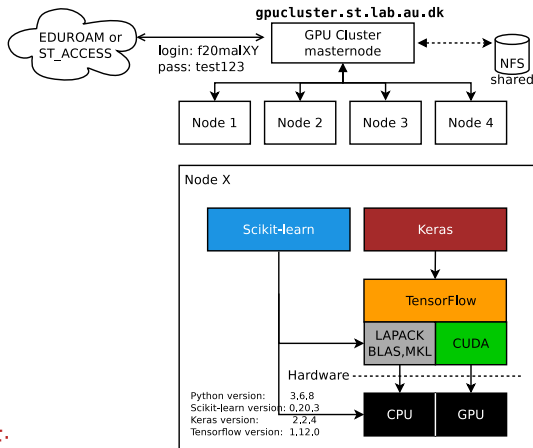 gpucluster.st.lab.au.dk
EDUROAM or
ST_ACCESS
login: f20malXY
pass: test123
GPU Cluster
masternode
NFS
shared
Node 1
Node 2
Node 3
Node 4
Node X
Scikit-learn
Keras
TensorFlow
LAPACK
BLAS,MKL
CUDA
Hardware
Python version: 3,6,8
Scikit-learn version: 0,20,3
Keras version: 2,2,4
Tensorflow version: 1,12,0
CPU
GPU